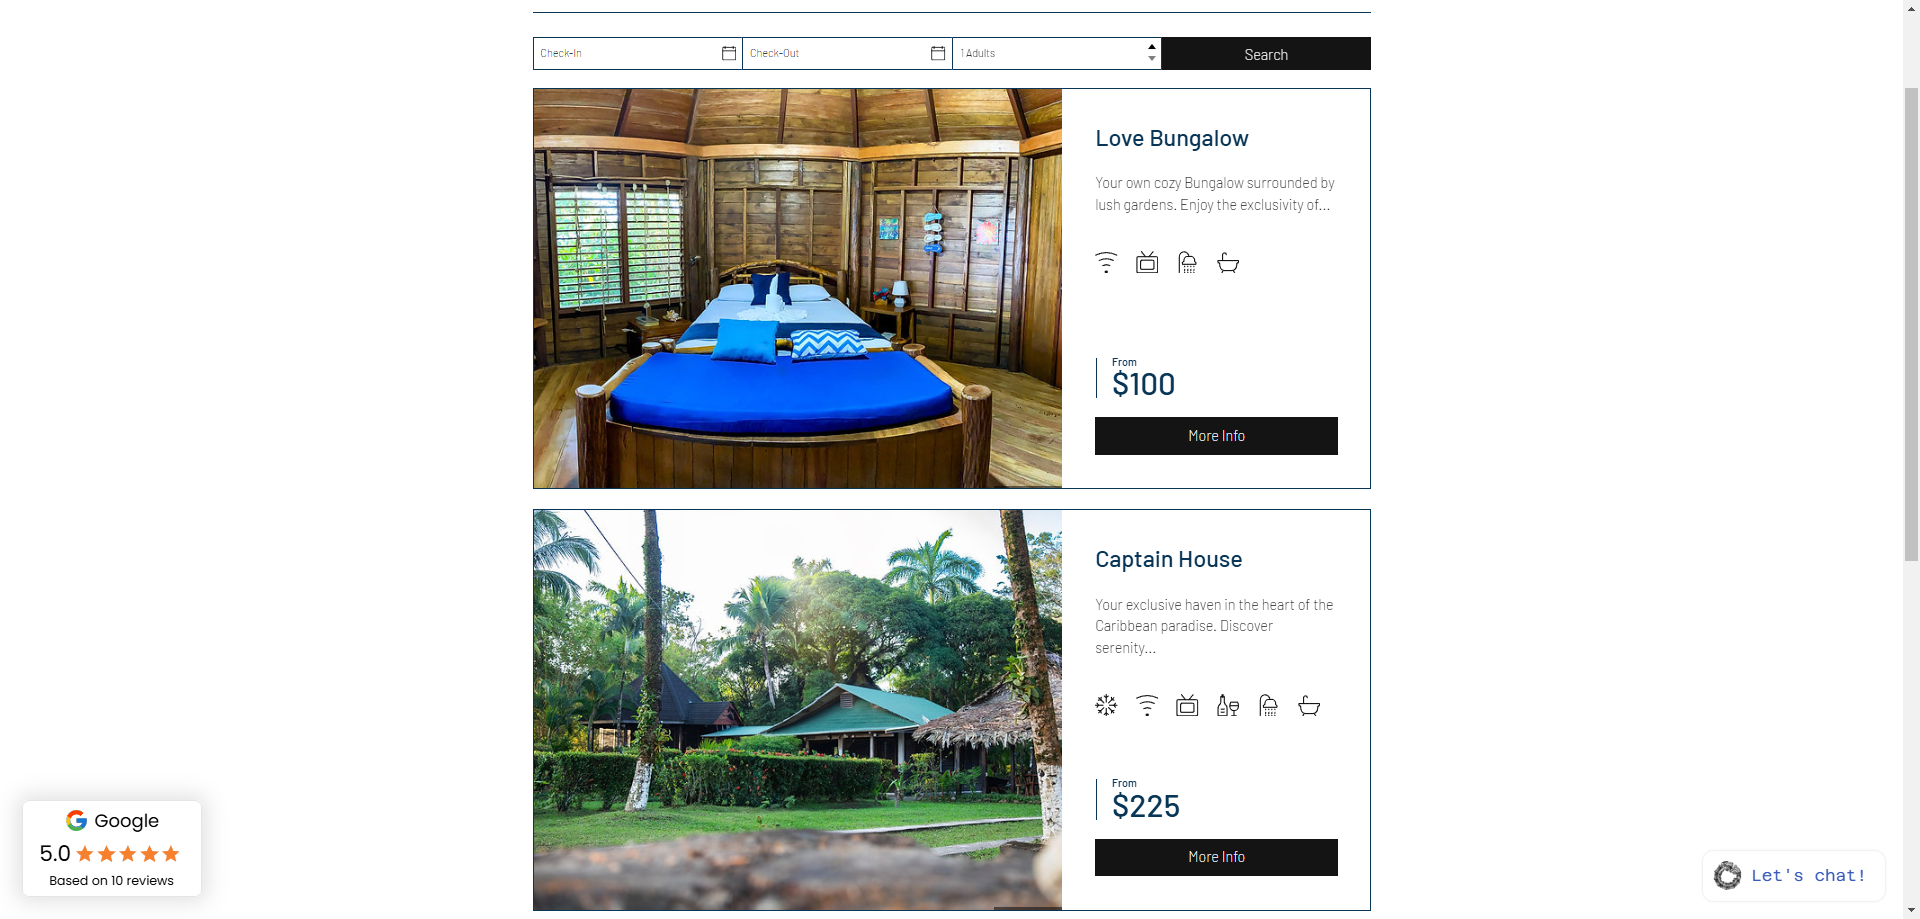 Check-In
Check-Out
1 Adults
Search
Love Bungalow
Your own cozy Bungalow surrounded by
lush gardens. Enjoy the exclusivity of...
From
$100
More Info
Captain House
Your exclusive haven in the heart of the
Caribbean paradise. Discover
serenity...
From
$225
More Info
Google
5.0
Based on 10 reviews
Let's chat!